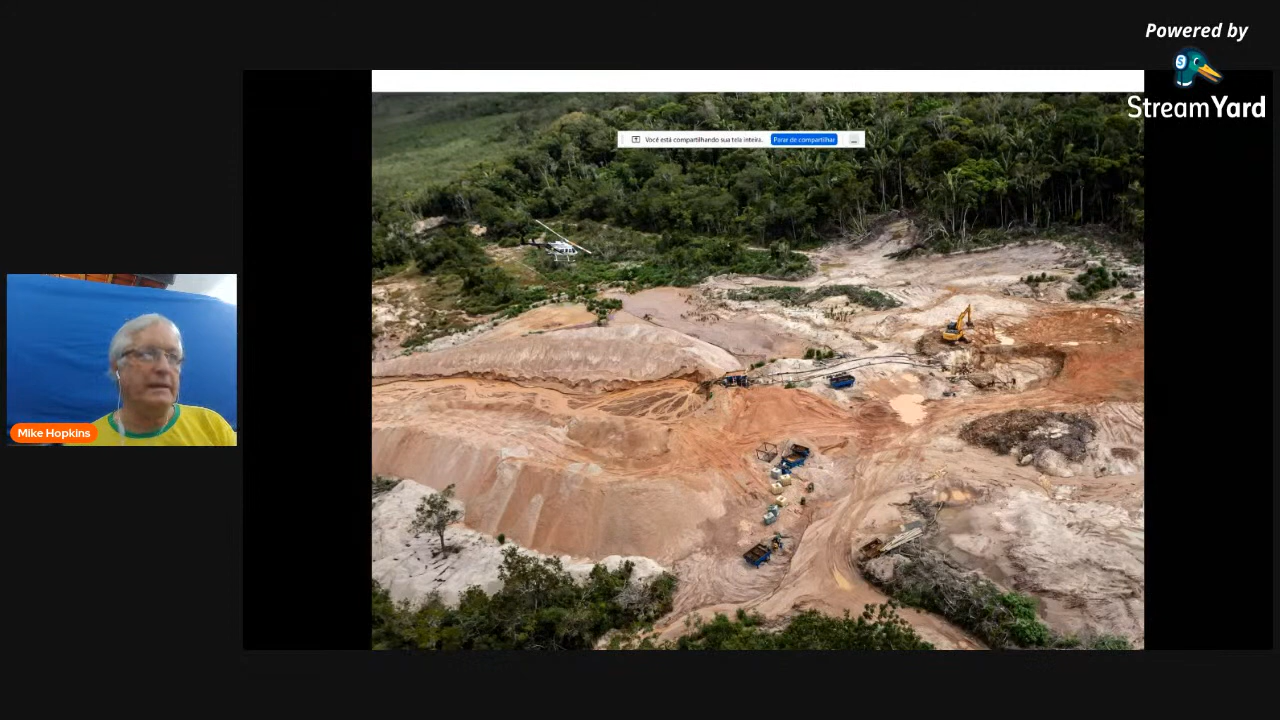 Powered by
StreamYard
Você está compartilhando sua tela inteira.
Parar de compartilhar
Mike Hopkins